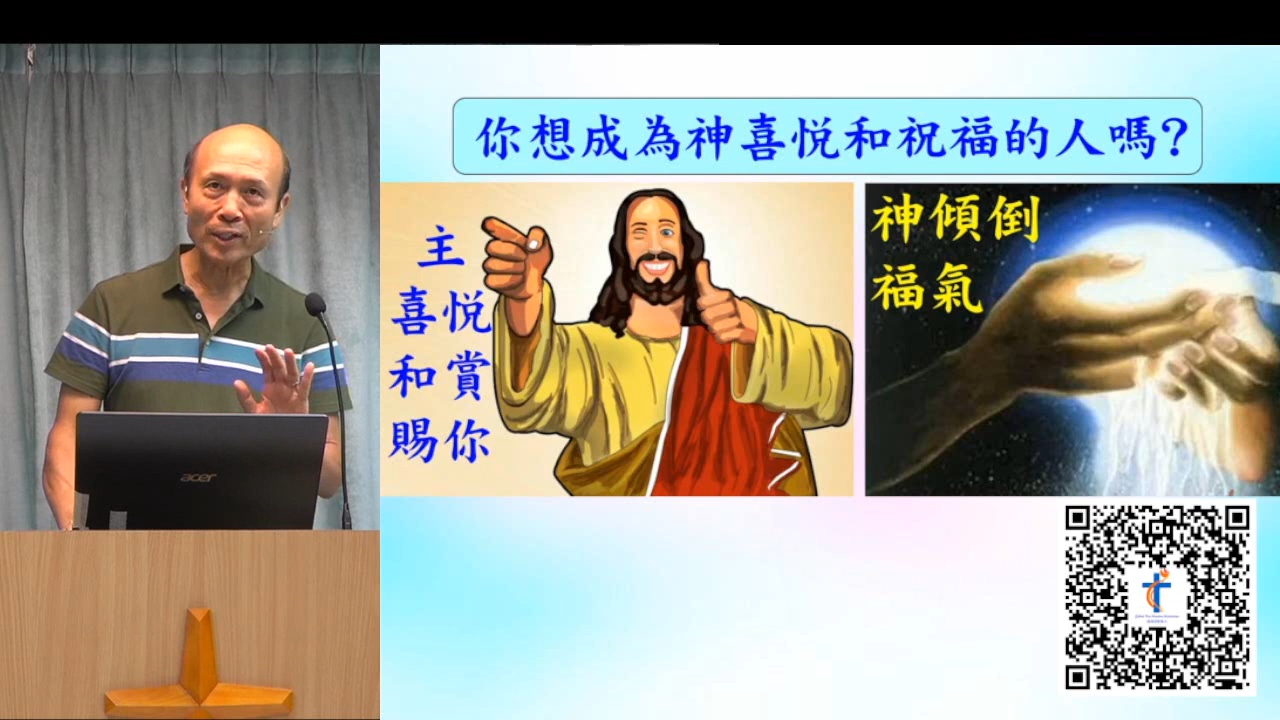 你想成為神喜悅和祝福的人嗎?
主
喜悅
和賞
賜你
神傾倒
福氣
acer